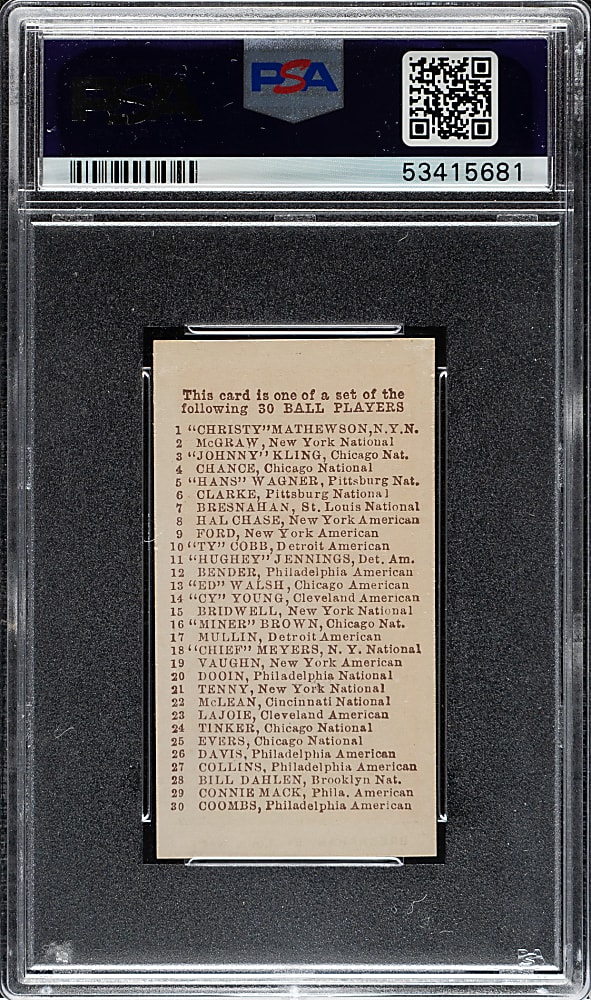 PSA
53415681
This card is one of a set of the
following 30 BALL PLAYERS
1 "CHRISTY" MATHEWSON, N.Y.N.
2 McGRAW, New York National
3 "JOHNNY" KLING, Chicago Nat.
4 CHANCE, Chicago National
5 "HANS" WAGNER, Pittsburg Nat.
6 CLARKE, Pittsburg National
7 BRESNAHAN, St. Louis National
8 HAL CHASE, New York American
9 FORD, New York American
10 "TY" COBB, Detroit American
11 "HUGHEY" JENNINGS, Det. Am.
12 BENDER, Philadelphia American
13 "ED" WALSH, Chicago American
14 "CY" YOUNG, Cleveland American
15 BRIDWELL, New York National
16 "MINER" BROWN, Chicago Nat.
17 MULLIN, Detroit American
18 "CHIEF" MEYERS, N. Y. National
19 VAUGHN, New York American
20 DOOIN, Philadelphia National
21 TENNY, New York National
22 McLEAN, Cincinnati National
23 LAJOIE, Cleveland American
24 TINKER, Chicago National
25 EVERS, Chicago National
26 DAVIS, Philadelphia American
27 COLLINS, Philadelphia American
28 BILL DAHLEN, Brooklyn Nat.
29 CONNIE MACK, Phila. American
30 COOMBS, Philadelphia American